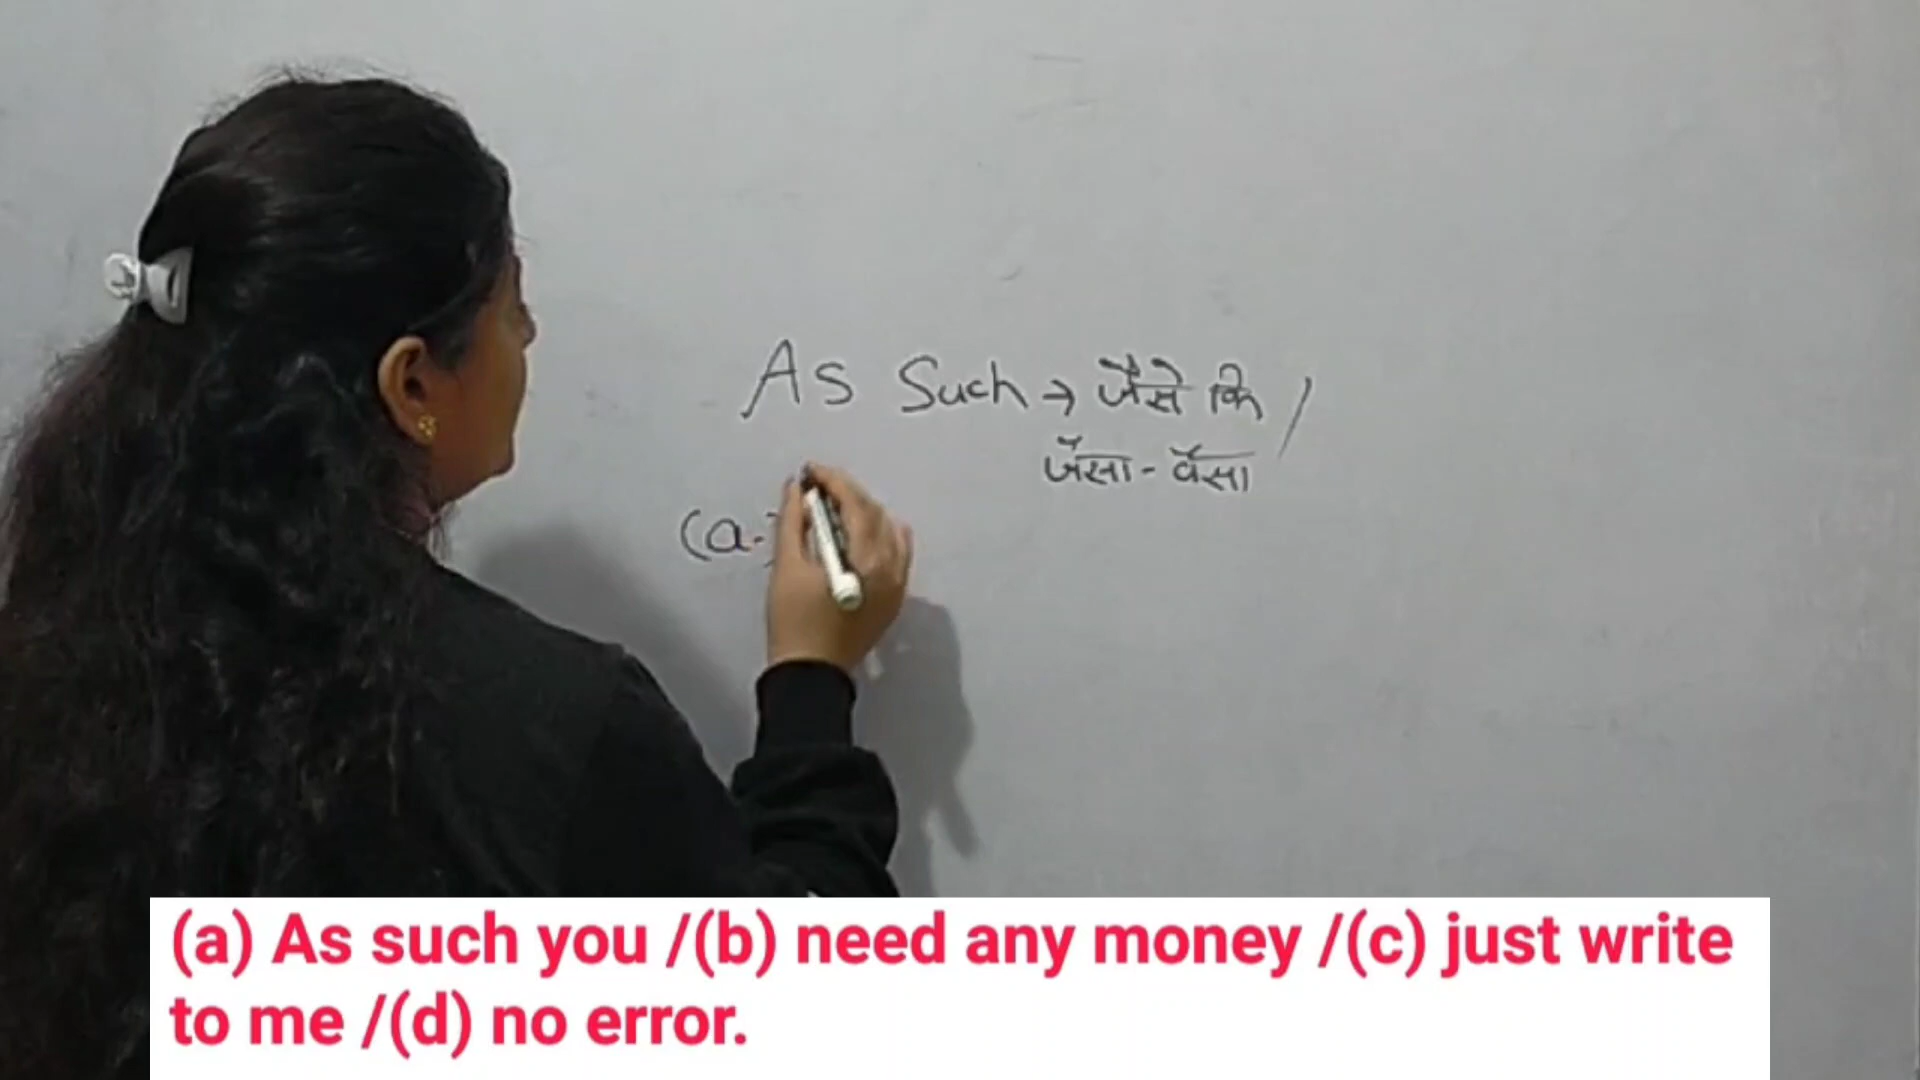 As Such → जैसे कि /
जैसा - वैसा
(a.)
(a) As such you /(b) need any money /(c) just write
to me /(d) no error.